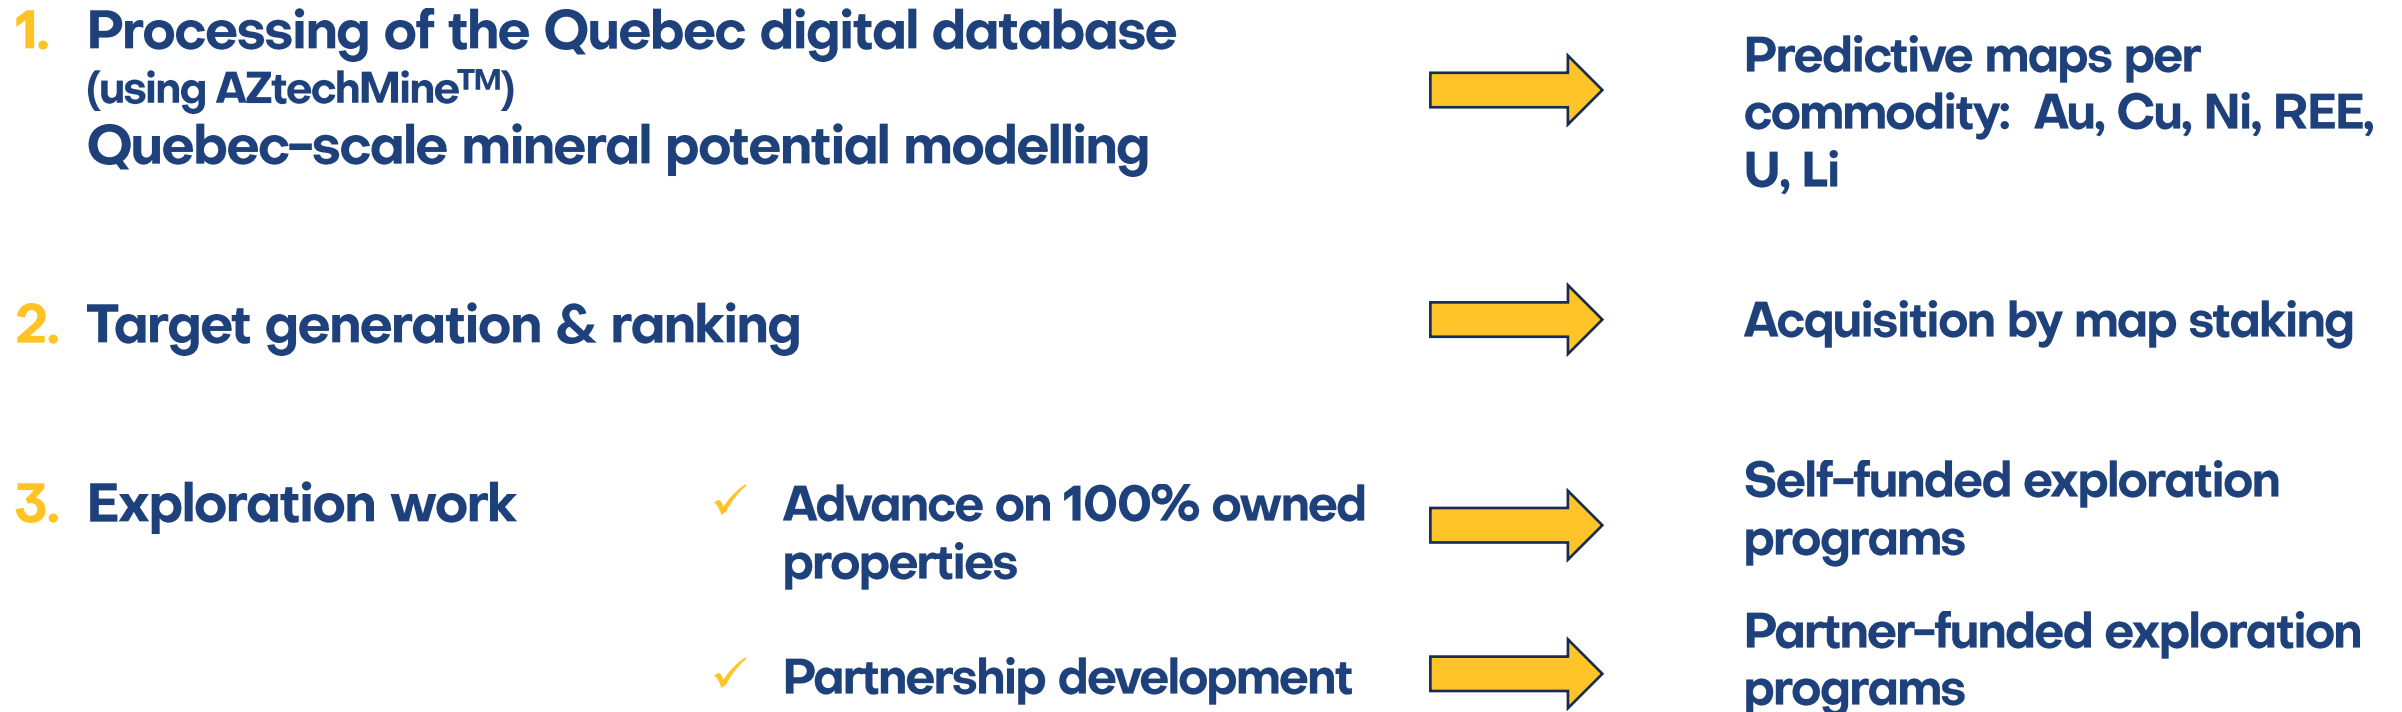 1. Processing of the Quebec digital database
(using AZtechMine™)
Quebec-scale mineral potential modelling
Predictive maps per
commodity: Au, Cu, Ni, REE,
U, Li
2. Target generation & ranking
Acquisition by map staking
3. Exploration work
✓ Advance on 100% owned
properties
Self-funded exploration
programs
✓ Partnership development
Partner-funded exploration
programs